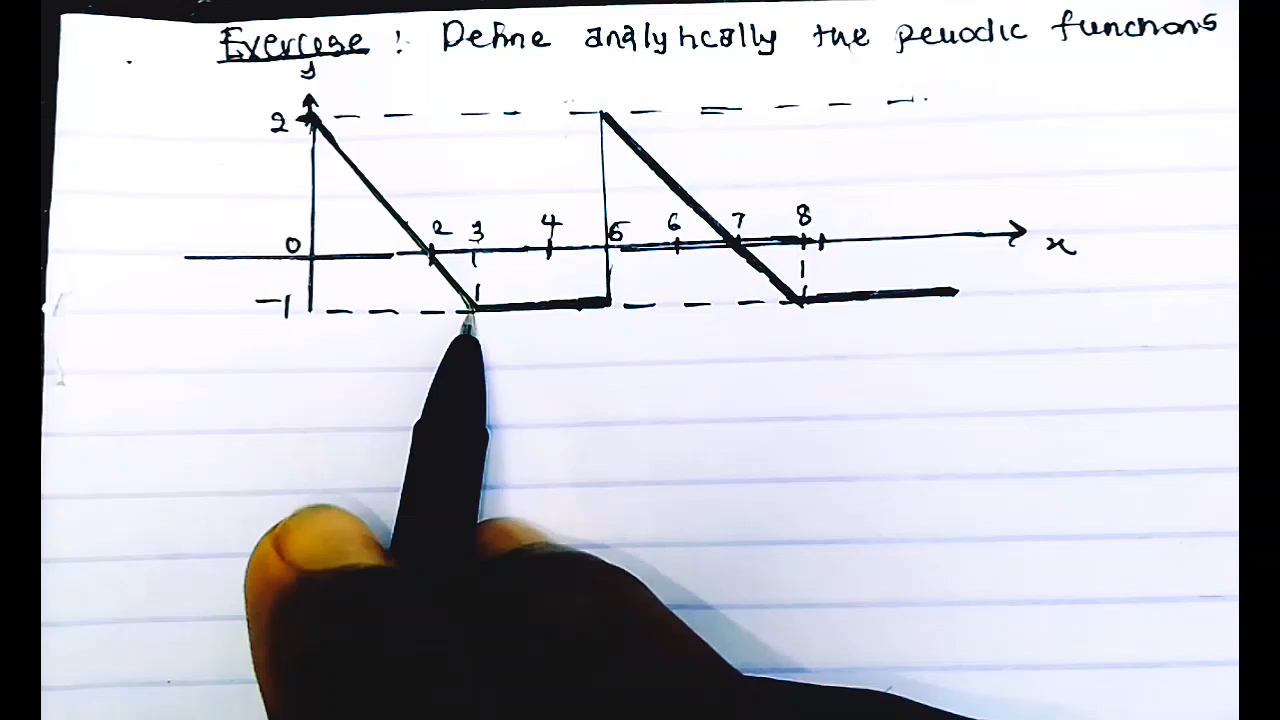 Exercise : Define analytically the periodic functions
y
2
0 2 3 4 5 6 7 8 x
-1